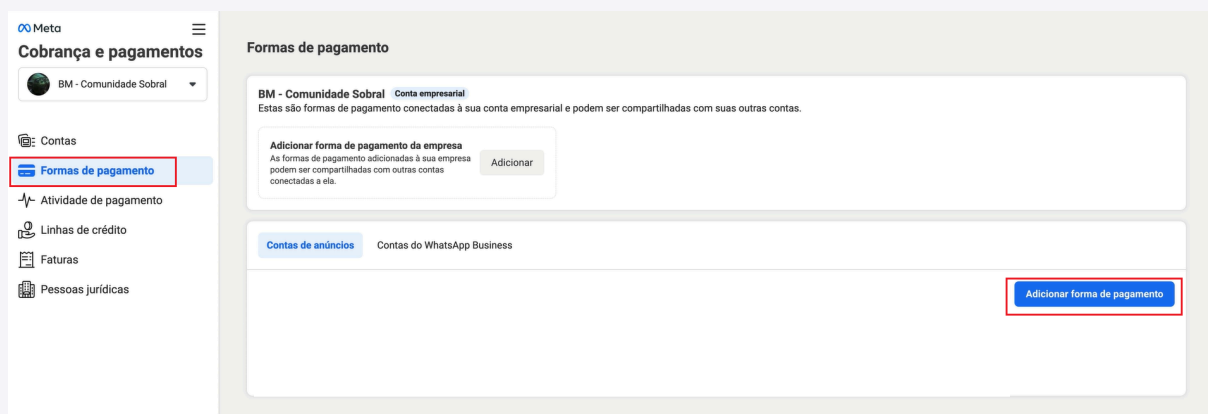 Meta
Cobrança e pagamentos
BM - Comunidade Sobral
Contas
Formas de pagamento
Atividade de pagamento
Linhas de crédito
Faturas
Pessoas jurídicas
Formas de pagamento
BM - Comunidade Sobral Conta empresarial
Estas são formas de pagamento conectadas à sua conta empresarial e podem ser compartilhadas com suas outras contas.
Adicionar forma de pagamento da empresa
As formas de pagamento adicionadas à sua empresa
podem ser compartilhadas com outras contas
conectadas a ela.
Adicionar
Contas de anúncios Contas do WhatsApp Business
Adicionar forma de pagamento